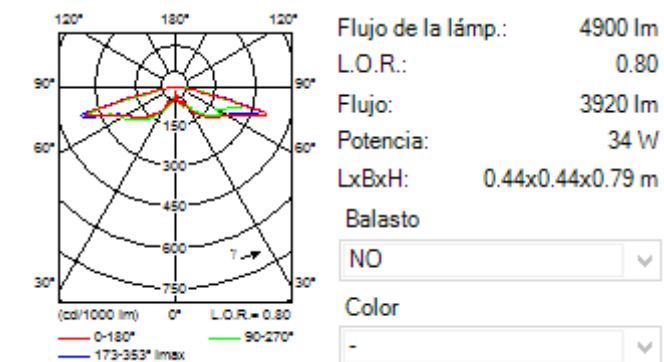 120° 180° 120°
90° 90°
150
60° 60°
300
450
600
γ
30° 30°
750
(cd/1000 lm) 0° L.O.R.= 0.80
0-180° 90-270°
173-353° Imax
Flujo de la lámp.: 4900 lm
L.O.R.: 0.80
Flujo: 3920 lm
Potencia: 34 W
LxBxH: 0.44x0.44x0.79 m
Balasto
NO
Color
-